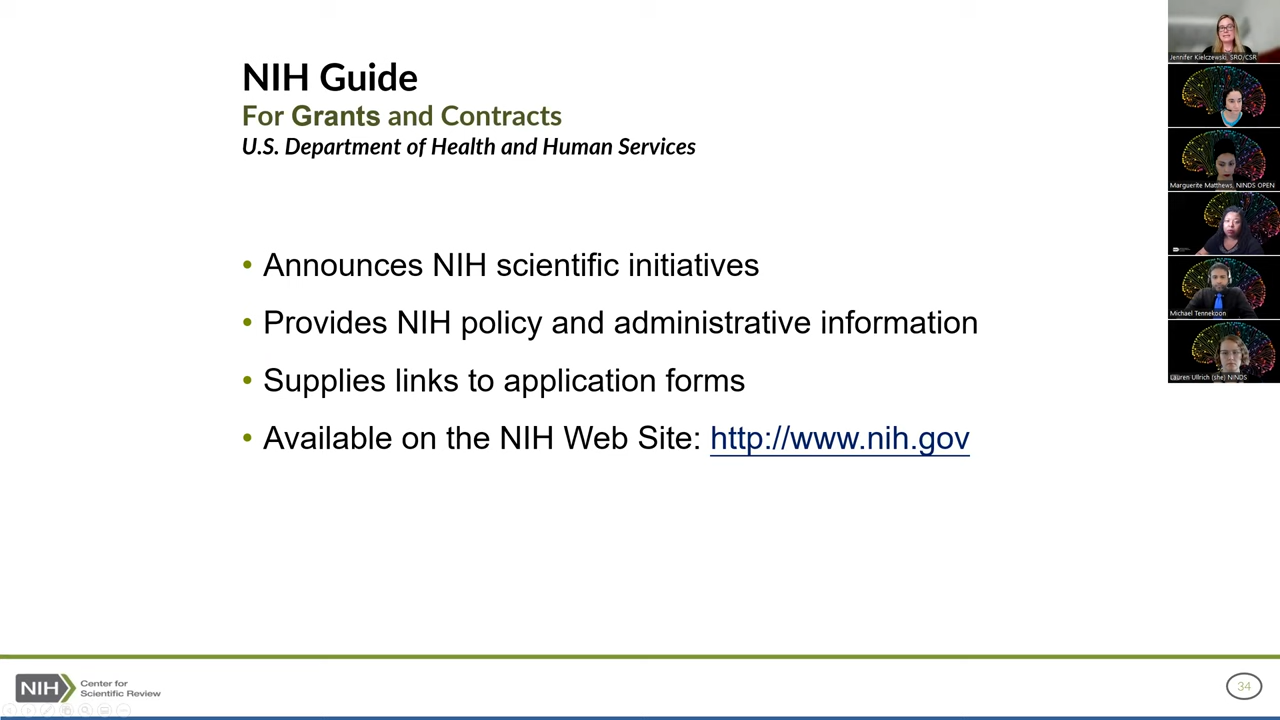 NIH Guide
For Grants and Contracts
U.S. Department of Health and Human Services
• Announces NIH scientific initiatives
• Provides NIH policy and administrative information
• Supplies links to application forms
• Available on the NIH Web Site: http://www.nih.gov
Jennifer Kielczewski, SRO/CSR
Marguerite Matthews, NINDS OPEN
Michael Tennekoon
Lauren Ullrich (she) NINDS
NIH
Center for
Scientific Review
34